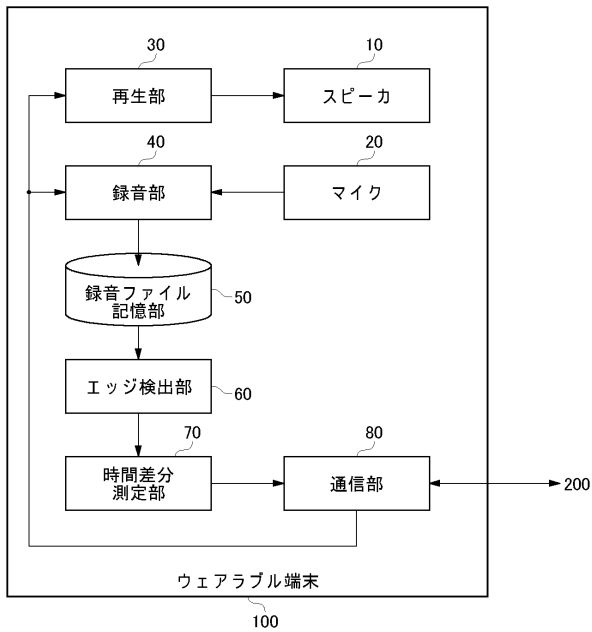 30
10
再生部
スピーカ
40
20
録音部
マイク
録音ファイル
記憶部
50
エッジ検出部
60
70
80
時間差分
測定部
通信部
200
ウェアラブル端末
100